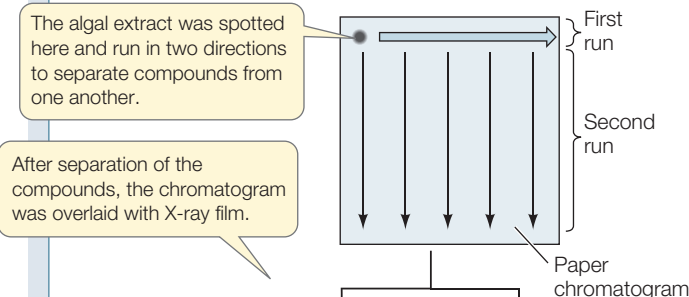 The algal extract was spotted
here and run in two directions
to separate compounds from
one another.
First
run
Second
run
After separation of the
compounds, the chromatogram
was overlaid with X-ray film.
Paper
chromatogram